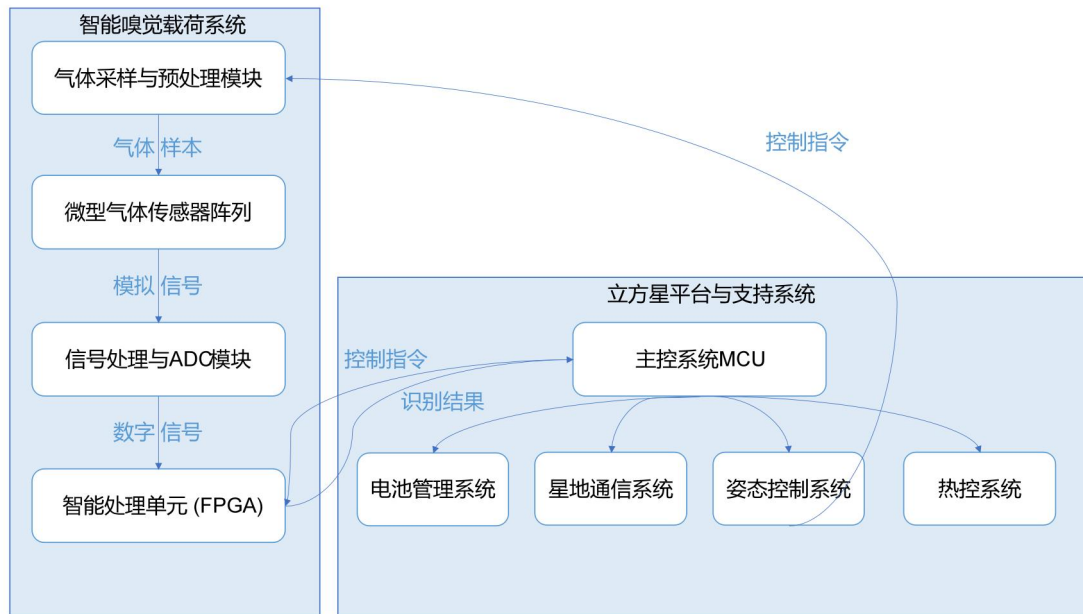 智能嗅觉载荷系统
气体采样与预处理模块
气体 样本
微型气体传感器阵列
模拟 信号
信号处理与ADC模块
数字 信号
智能处理单元 (FPGA)
控制指令
识别结果
控制指令
立方星平台与支持系统
主控系统MCU
电池管理系统
星地通信系统
姿态控制系统
热控系统